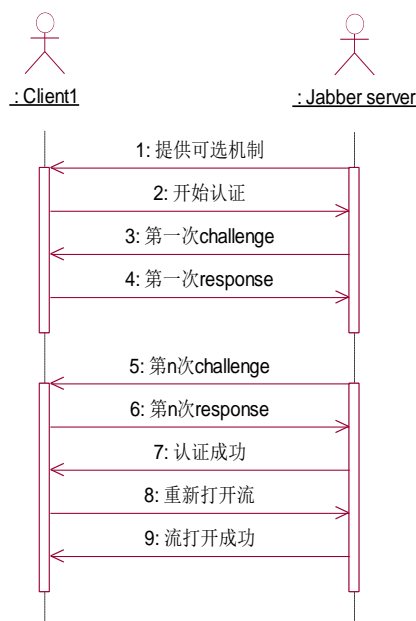 : Client1
: Jabber server
1: 提供可选机制
2: 开始认证
3: 第一次challenge
4: 第一次response
5: 第n次challenge
6: 第n次response
7: 认证成功
8: 重新打开流
9: 流打开成功